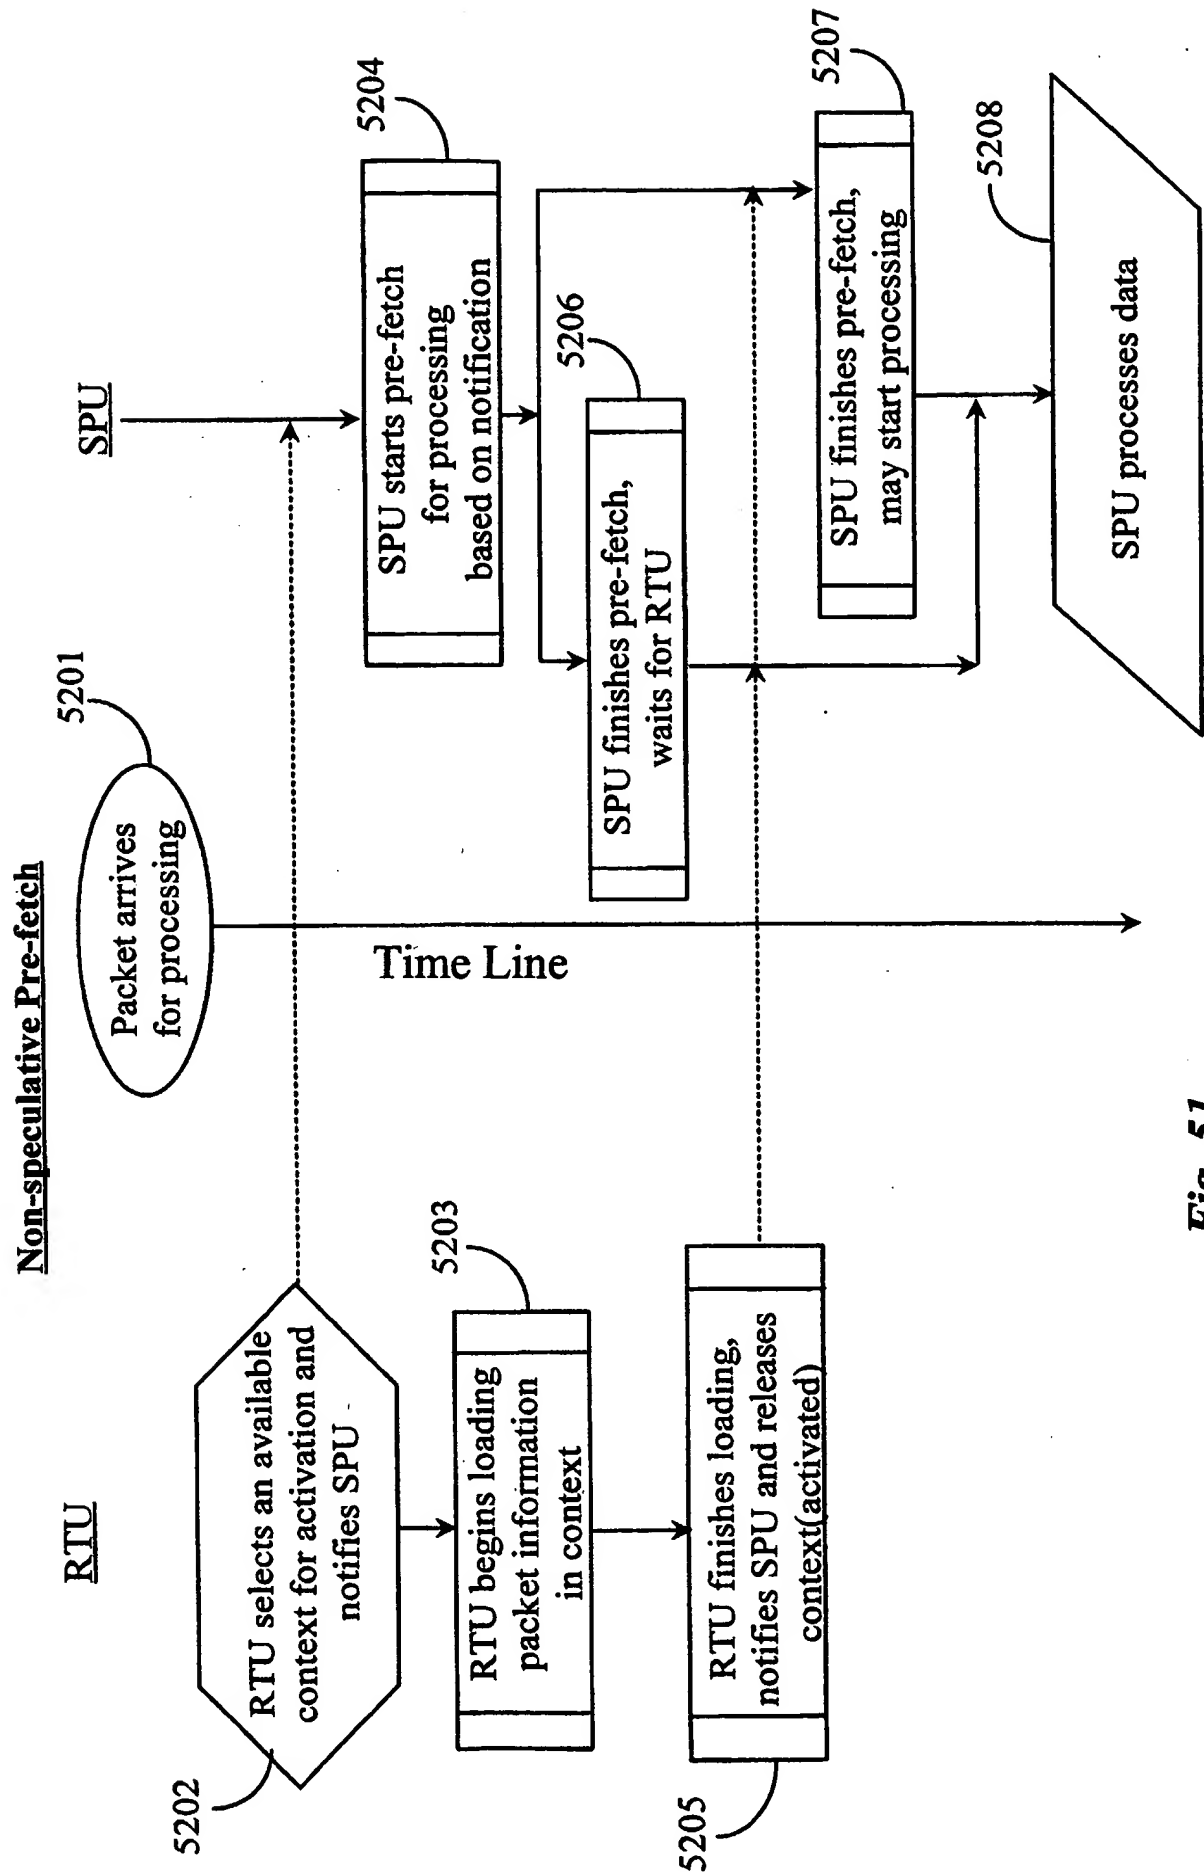 Non-speculative Pre-fetch
RTU
SPU
5201
Packet arrives
for processing
5202
RTU selects an available
context for activation and
notifies SPU
Time Line
5204
SPU starts pre-fetch
for processing
based on notification
5203
RTU begins loading
packet information
in context
5206
SPU finishes pre-fetch,
waits for RTU
5205
RTU finishes loading,
notifies SPU and releases
context(activated)
5207
SPU finishes pre-fetch,
may start processing
5208
SPU processes data
Fig. 51